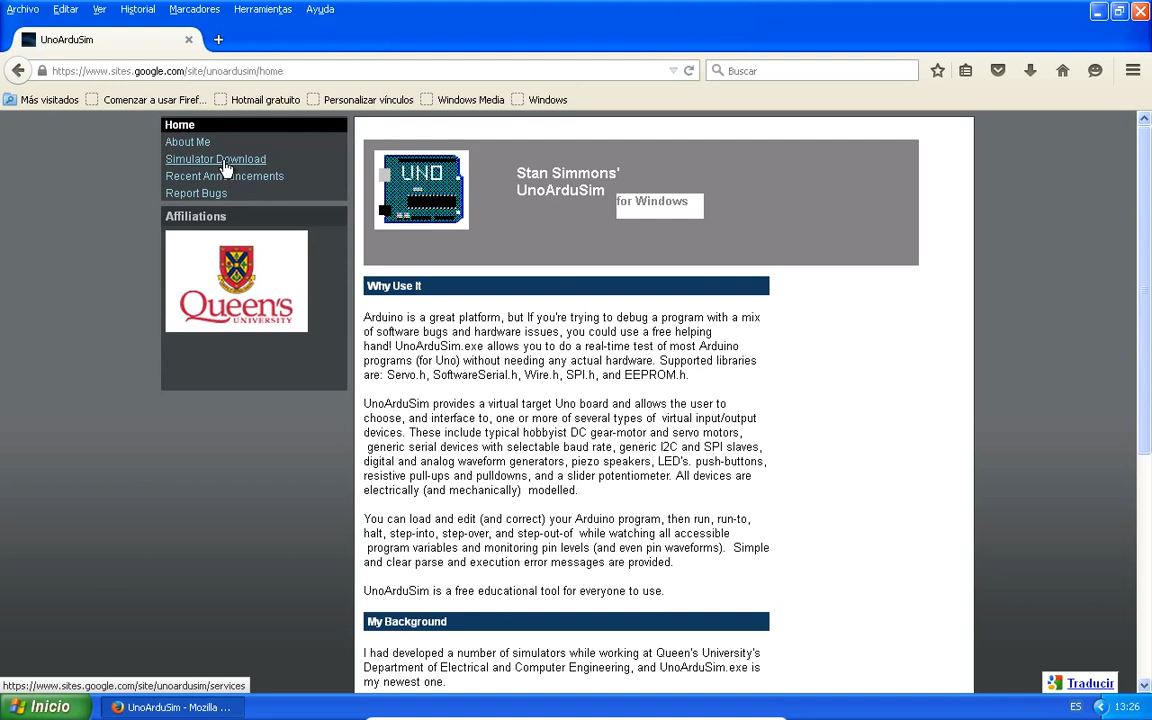 Archivo Editar Ver Historial Marcadores Herramientas Ayuda
UnoArduSim
https://www.sites.google.com/site/unoardusim/home
Buscar
Más visitados Comenzar a usar Firef... Hotmail gratuito Personalizar vínculos Windows Media Windows
Home
About Me
Simulator Download
Recent Announcements
Report Bugs
Affiliations
Queen's
UNIVERSITY
UNO
Stan Simmons'
UnoArduSim
for Windows
Why Use It
Arduino is a great platform, but If you're trying to debug a program with a mix
of software bugs and hardware issues, you could use a free helping
hand! UnoArduSim.exe allows you to do a real-time test of most Arduino
programs (for Uno) without needing any actual hardware. Supported libraries
are: Servo.h, SoftwareSerial.h, Wire.h, SPI.h, and EEPROM.h.
UnoArduSim provides a virtual target Uno board and allows the user to
choose, and interface to, one or more of several types of virtual input/output
devices. These include typical hobbyist DC gear-motor and servo motors,
generic serial devices with selectable baud rate, generic I2C and SPI slaves,
digital and analog waveform generators, piezo speakers, LED's. push-buttons,
resistive pull-ups and pulldowns, and a slider potentiometer. All devices are
electrically (and mechanically) modelled.
You can load and edit (and correct) your Arduino program, then run, run-to,
halt, step-into, step-over, and step-out-of while watching all accessible
program variables and monitoring pin levels (and even pin waveforms). Simple
and clear parse and execution error messages are provided.
UnoArduSim is a free educational tool for everyone to use.
My Background
I had developed a number of simulators while working at Queen's University's
Department of Electrical and Computer Engineering, and UnoArduSim.exe is
my newest one.
https://www.sites.google.com/site/unoardusim/services
Traducir
Inicio
UnoArduSim - Mozilla ...
ES
13:26